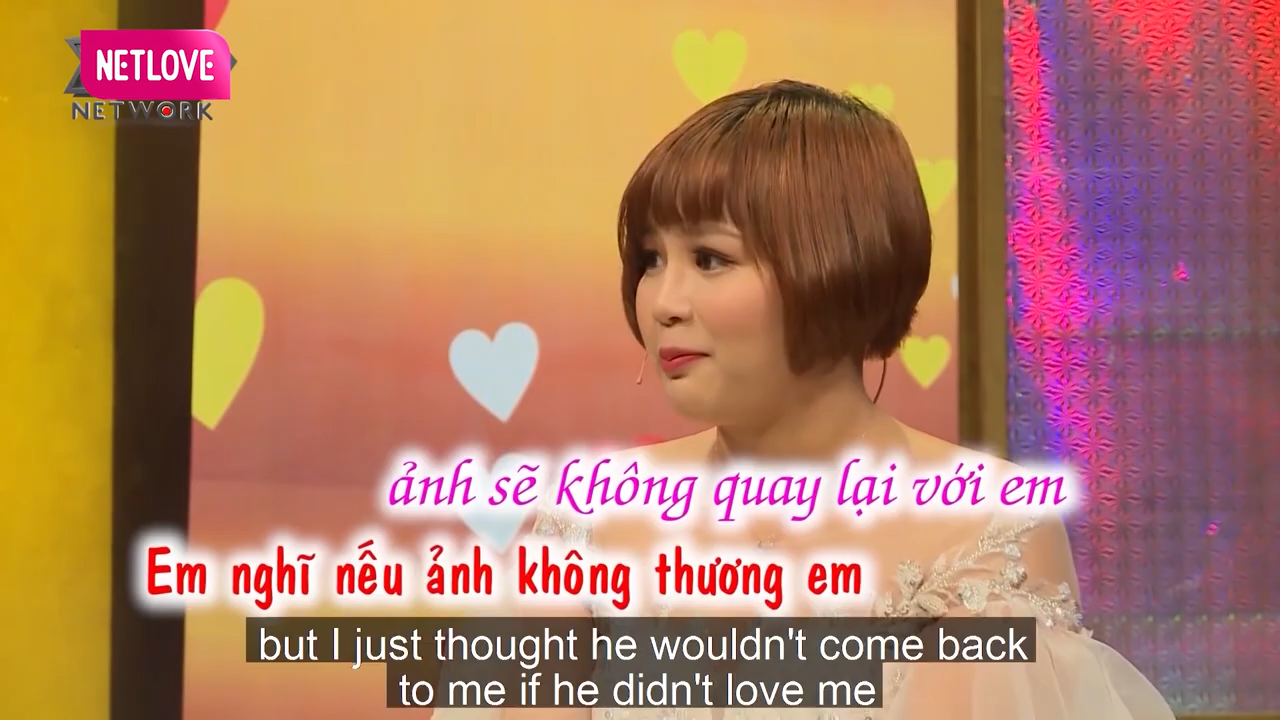 NETLOVE
NETWORK
ảnh sẽ không quay lại với em
Em nghĩ nếu ảnh không thương em
but I just thought he wouldn't come back
to me if he didn't love me